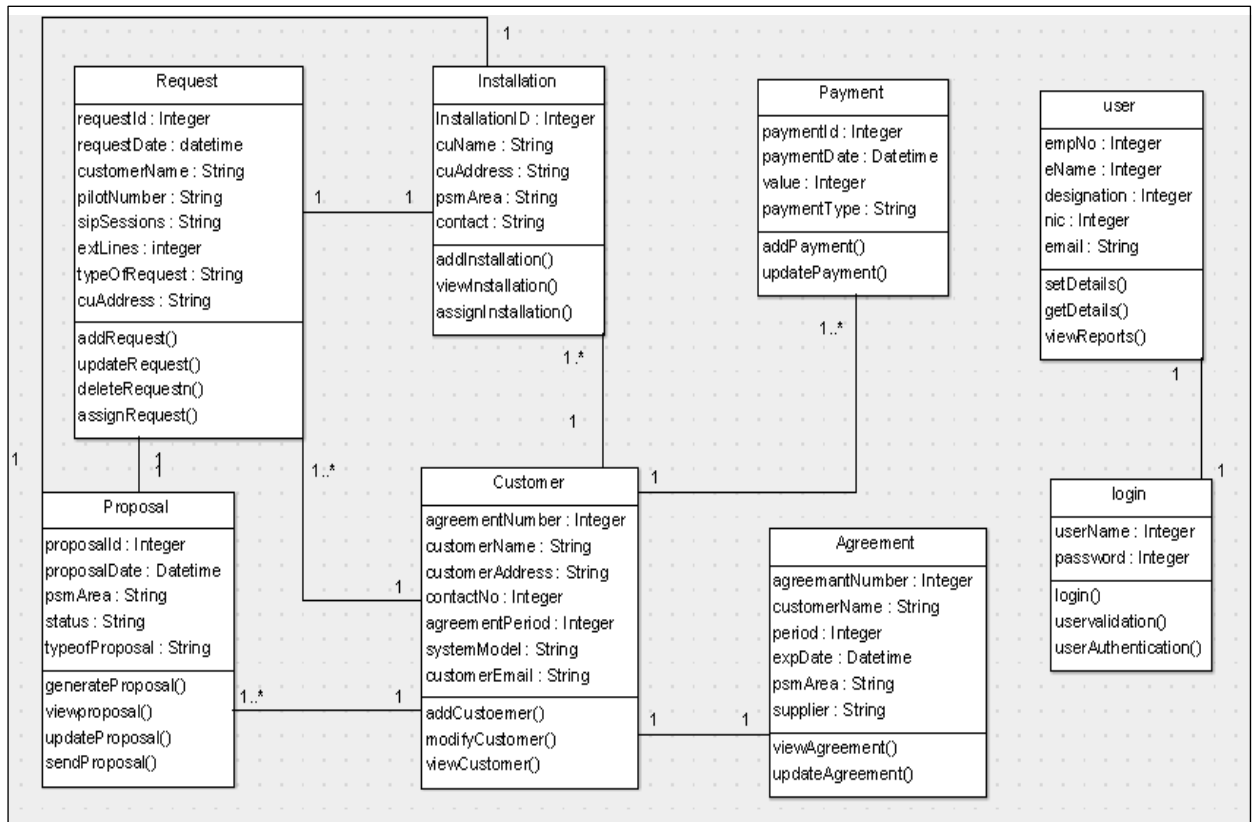 1
Request
requestId : Integer
requestDate : datetime
customerName : String
pilotNumber : String
sipSessions : String
extLines : integer
typeOfRequest : String
cuAddress : String
addRequest()
updateRequest()
deleteRequestn()
assignRequest()
1
1
Installation
InstallationID : Integer
cuName : String
cuAddress : String
psmArea : String
contact : String
addInstallation()
viewInstallation()
assignInstallation()
1..*
1
Payment
paymentId : Integer
paymentDate : Datetime
value : Integer
paymentType : String
addPayment()
updatePayment()
1..*
1
user
empNo : Integer
eName : Integer
designation : Integer
nic : Integer
email : String
setDetails()
getDetails()
viewReports()
1
1
1
1
1
1..*
1
Proposal
proposalId : Integer
proposalDate : Datetime
psmArea : String
status : String
typeofProposal : String
generateProposal()
viewproposal()
updateProposal()
sendProposal()
1..*
1
Customer
agreementNumber : Integer
customerName : String
customerAddress : String
contactNo : Integer
agreementPeriod : Integer
systemModel : String
customerEmail : String
addCustoemer()
modifyCustomer()
viewCustomer()
1
1
Agreement
agreemantNumber : Integer
customerName : String
period : Integer
expDate : Datetime
psmArea : String
supplier : String
viewAgreement()
updateAgreement()
login
userName : Integer
password : Integer
login()
uservalidation()
userAuthentication()